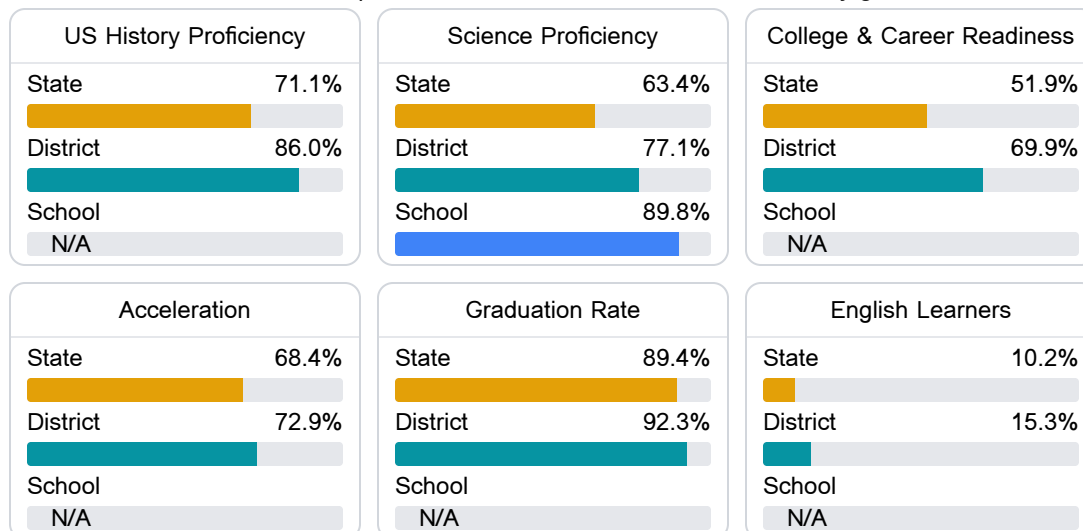 US History Proficiency
State 71.1%
District 86.0%
School
N/A
Science Proficiency
State 63.4%
District 77.1%
School 89.8%
College & Career Readiness
State 51.9%
District 69.9%
School
N/A
Acceleration
State 68.4%
District 72.9%
School
N/A
Graduation Rate
State 89.4%
District 92.3%
School
N/A
English Learners
State 10.2%
District 15.3%
School
N/A